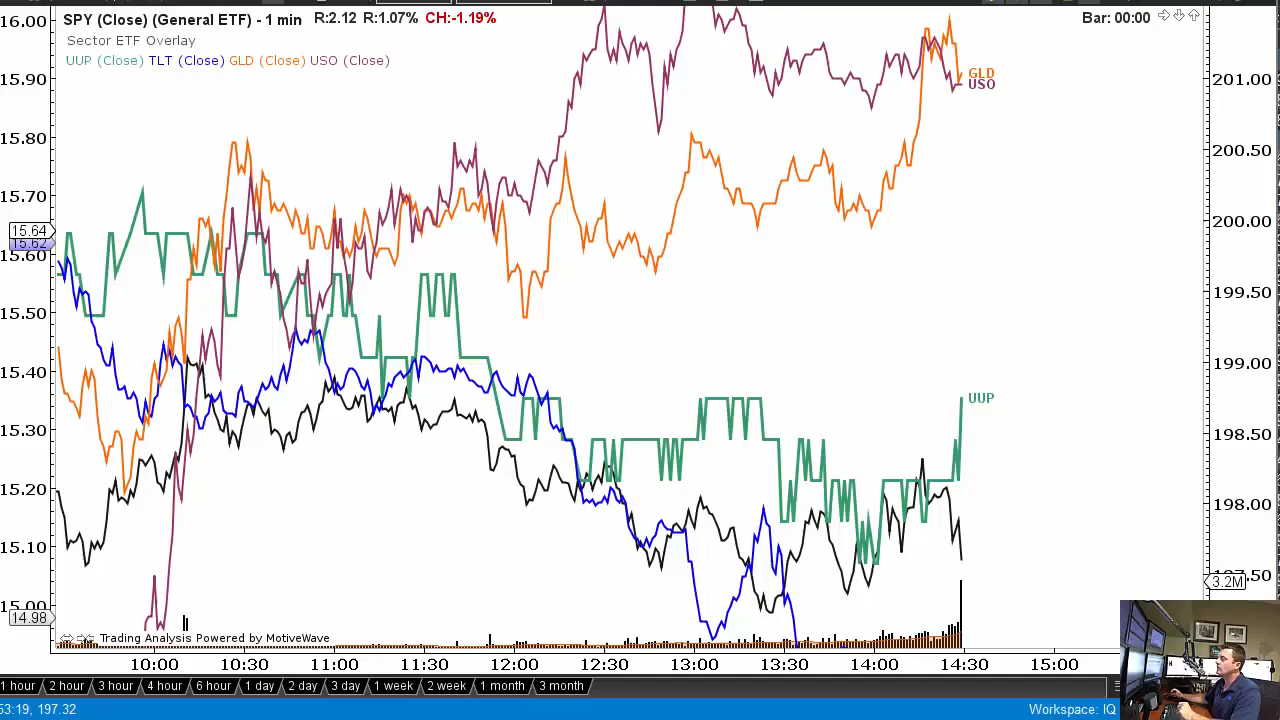 SPY (Close) (General ETF) - 1 min R:2.12 R:1.07% CH:-1.19%
Bar: 00:00
Sector ETF Overlay
UUP (Close) TLT (Close) GLD (Close) USO (Close)
16.00
15.90
15.80
15.70
15.64
15.62
15.60
15.50
15.40
15.30
15.20
15.10
15.00
14.98
GLD
USO
UUP
201.00
200.50
200.00
199.50
199.00
198.50
198.00
3.2M
Trading Analysis Powered by MotiveWave
10:00 10:30 11:00 11:30 12:00 12:30 13:00 13:30 14:00 14:30 15:00
1 hour 2 hour 3 hour 4 hour 6 hour 1 day 2 day 3 day 1 week 2 week 1 month 3 month
53:19, 197.32
Workspace: IQ